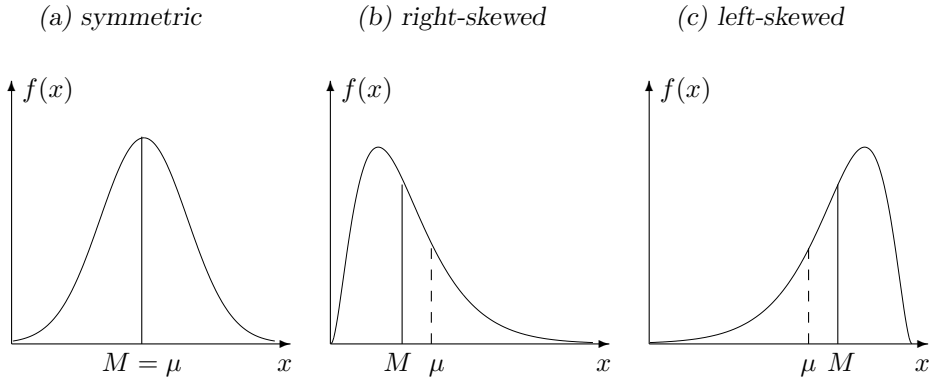 (a) symmetric (b) right-skewed (c) left-skewed
f(x) f(x) f(x)
M = μ x M μ x μ M x